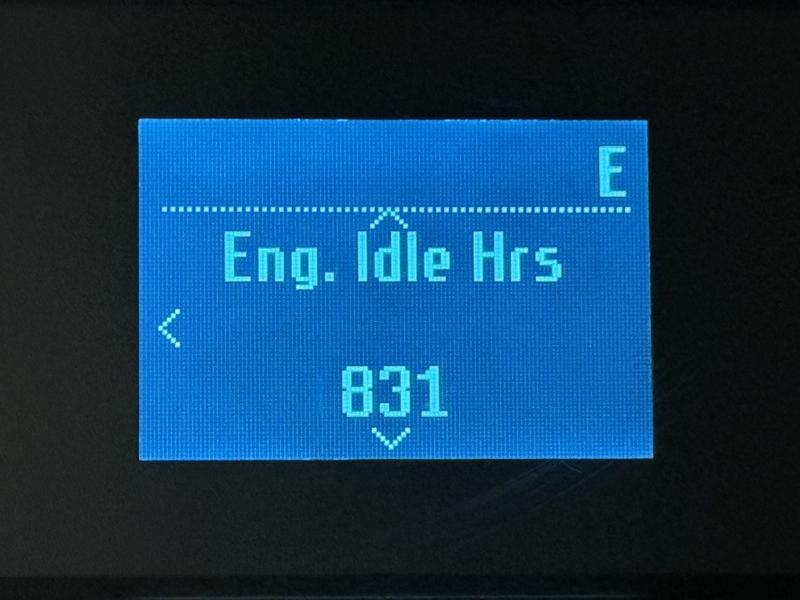 E
Eng. Idle Hrs
831